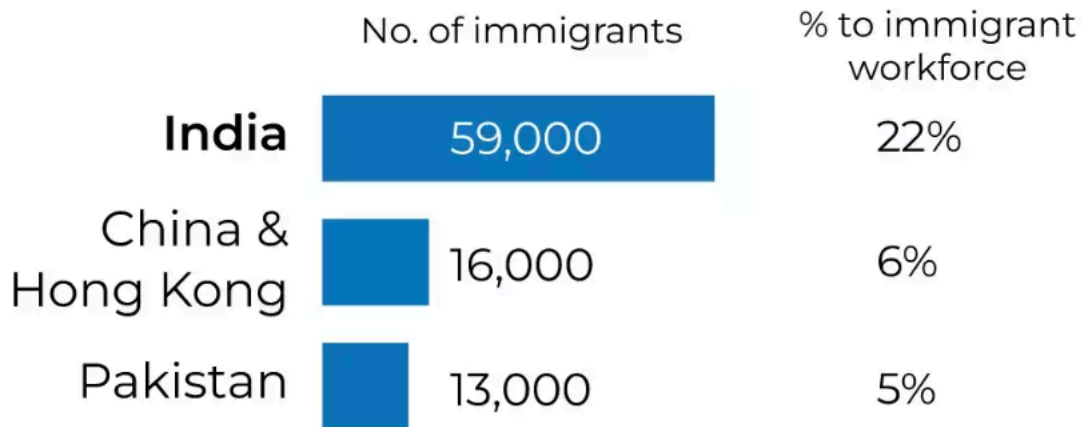 No. of immigrants
% to immigrant
workforce
India
59,000
22%
China &
Hong Kong
16,000
6%
Pakistan
13,000
5%